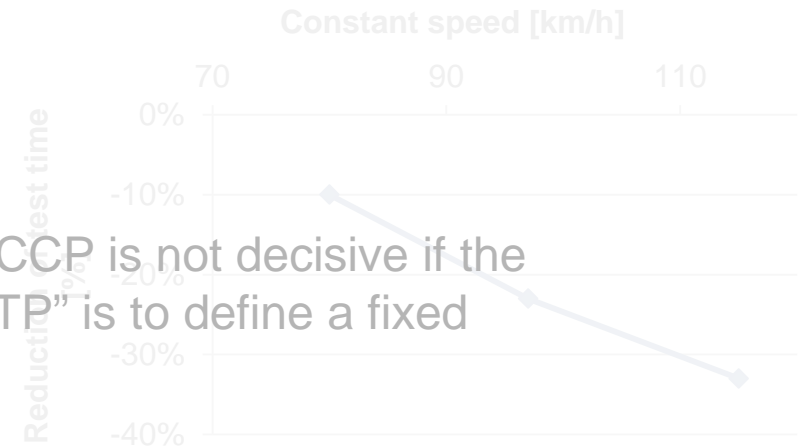 Constant speed [km/h]
70 90 110
0%
-10%
CCP is not decisive if the
-20%
TP” is to define a fixed
-30%
-40%
Reduction of test time
[%]